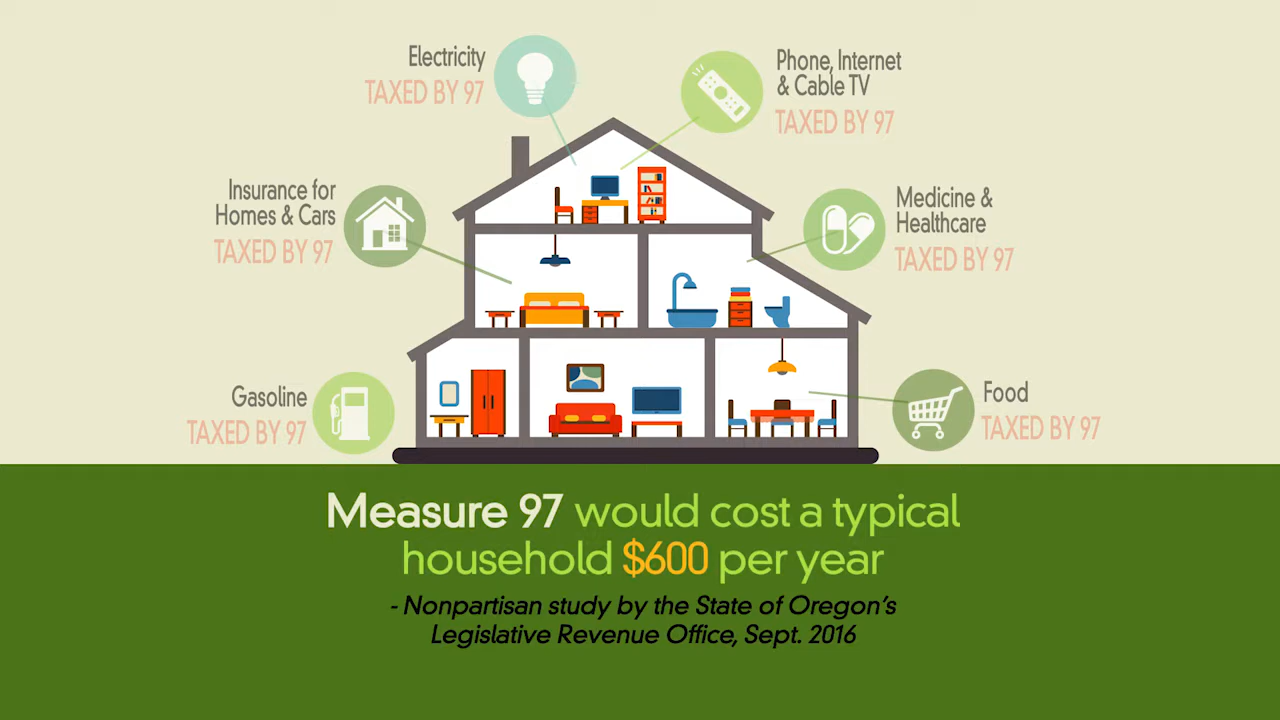 Electricity
TAXED BY 97
Phone, Internet
& Cable TV
TAXED BY 97
Insurance for
Homes & Cars
TAXED BY 97
Medicine &
Healthcare
TAXED BY 97
Gasoline
TAXED BY 97
Food
TAXED BY 97
Measure 97 would cost a typical
household $600 per year
- Nonpartisan study by the State of Oregon's
Legislative Revenue Office, Sept. 2016